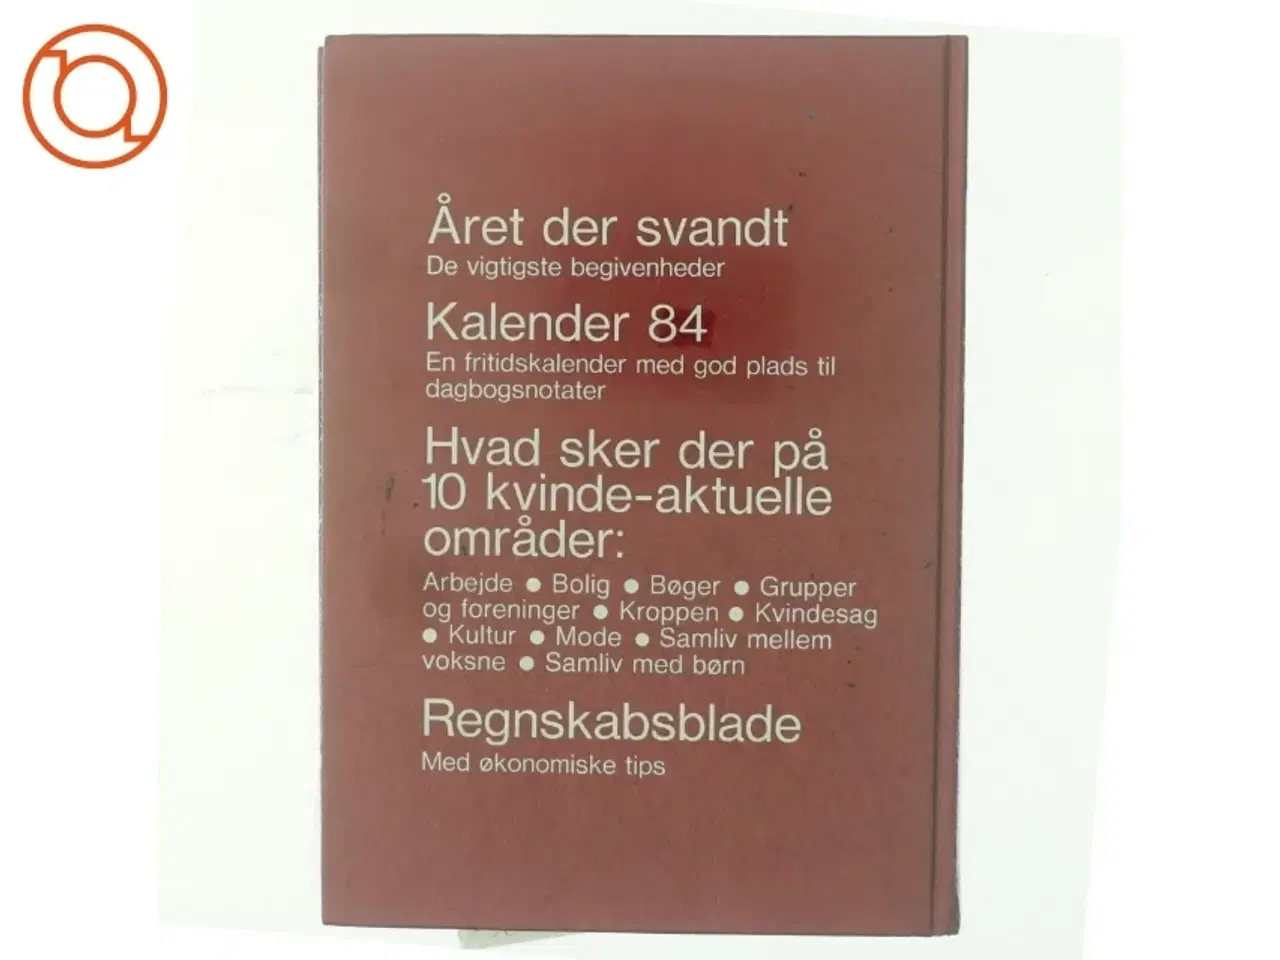 Året der svandt
De vigtigste begivenheder
Kalender 84
En fritidskalender med god plads til
dagbogsnotater
Hvad sker der på
10 kvinde-aktuelle
områder:
Arbejde ● Bolig ● Bøger ● Grupper
og foreninger ● Kroppen ● Kvindesag
● Kultur ● Mode ● Samliv mellem
voksne ● Samliv med børn
Regnskabsblade
Med økonomiske tips